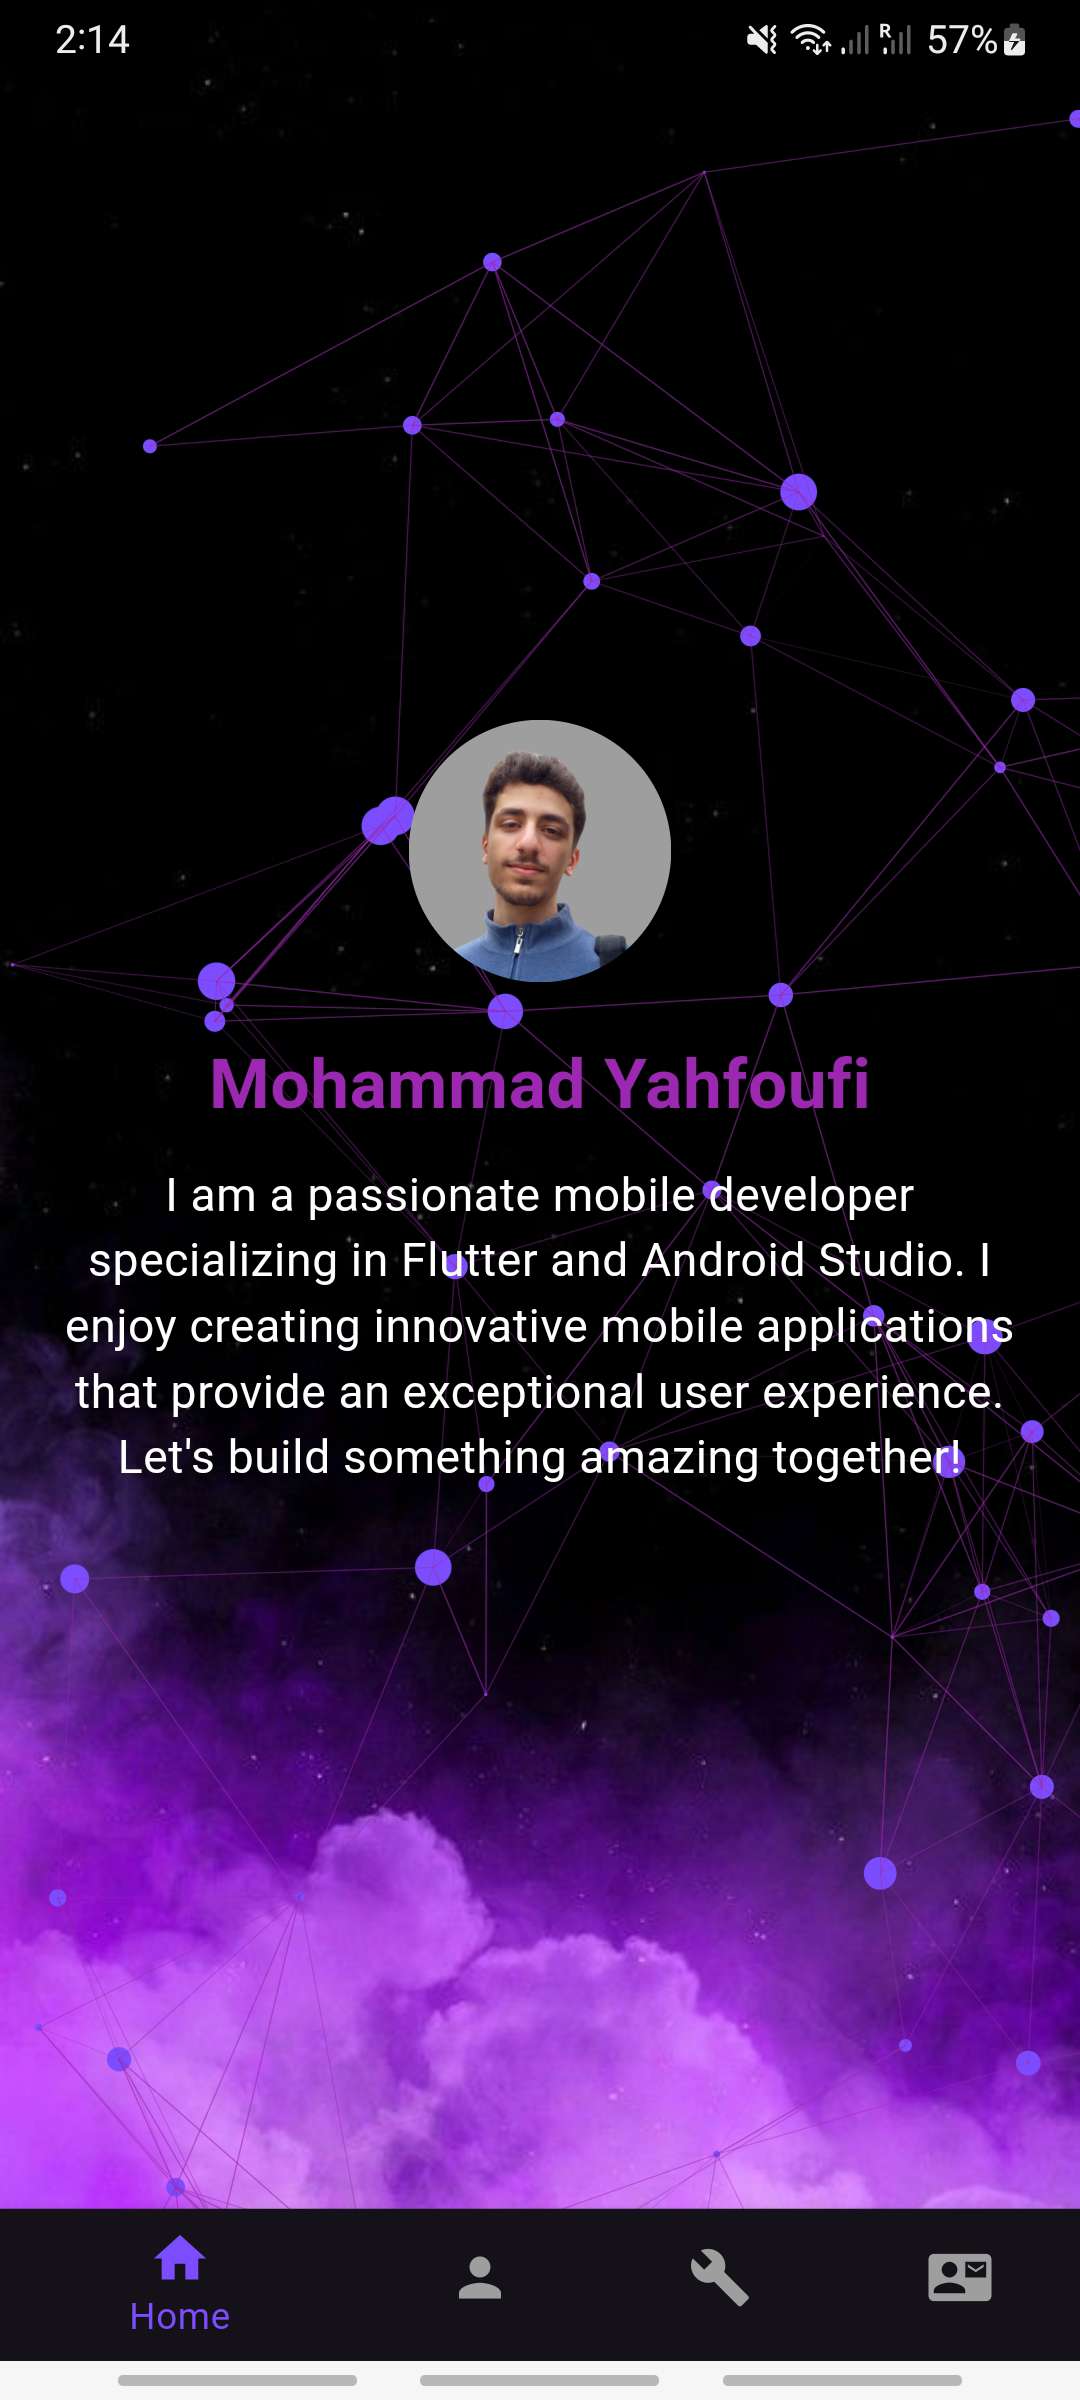 2:14
R
57%
Mohammad Yahfoufi
I am a passionate mobile developer
specializing in Flutter and Android Studio. I
enjoy creating innovative mobile applications
that provide an exceptional user experience.
Let's build something amazing together!
Home